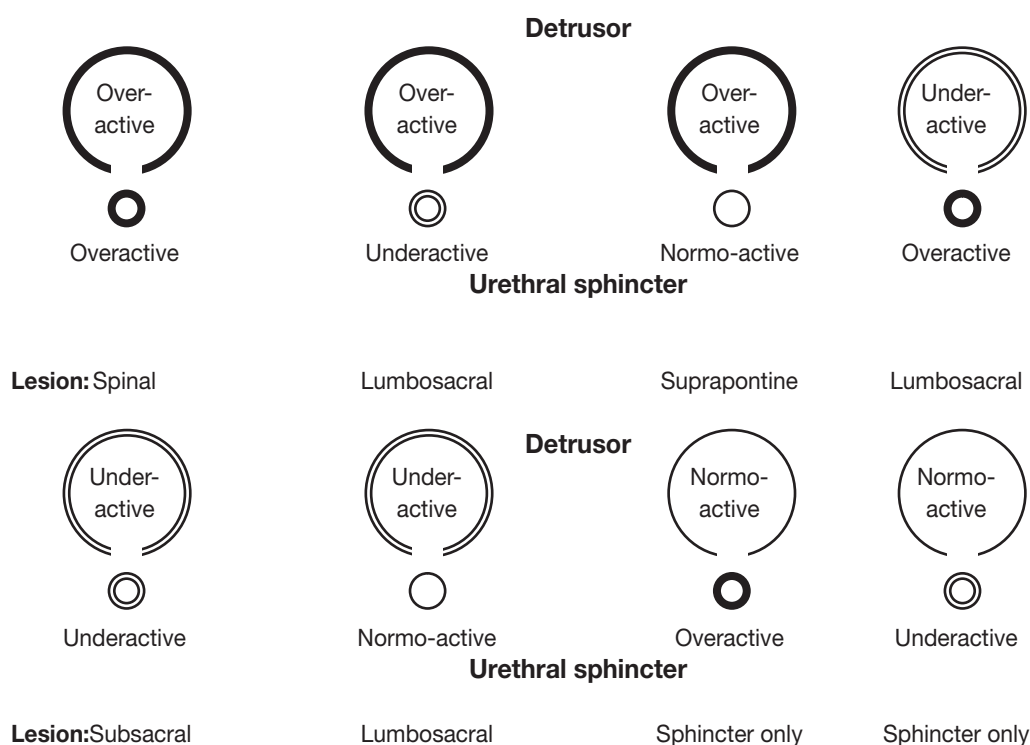 Detrusor
Over- Over- Over- Under-
active active active active
Overactive Underactive Normo-active Overactive
Urethral sphincter
Lesion: Spinal Lumbosacral Suprapontine Lumbosacral
Detrusor
Under- Under- Normo- Normo-
active active active active
Underactive Normo-active Overactive Underactive
Urethral sphincter
Lesion:Subsacral Lumbosacral Sphincter only Sphincter only